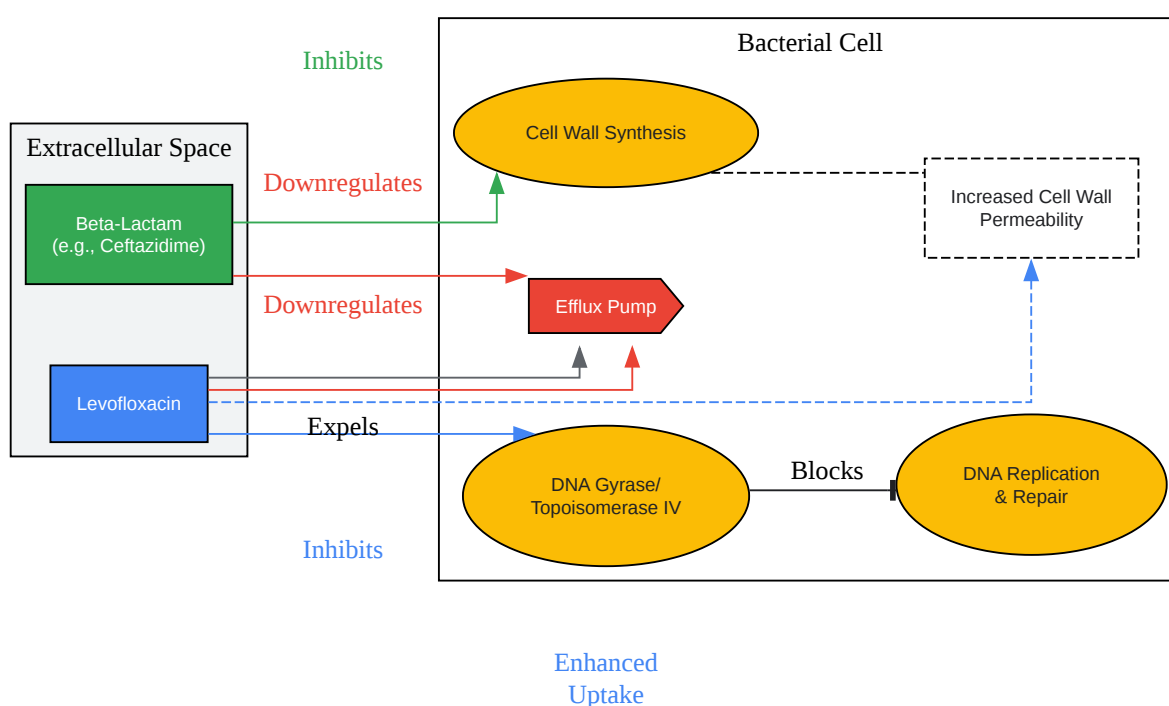 Bacterial Cell
Inhibits
Cell Wall Synthesis
Extracellular Space
Downregulates
Increased Cell Wall
Permeability
Beta-Lactam
(e.g., Ceftazidime)
Downregulates
Efflux Pump
Levofloxacin
Expels
DNA Gyrase/
Topoisomerase IV
Blocks
DNA Replication
& Repair
Inhibits
Enhanced
Uptake